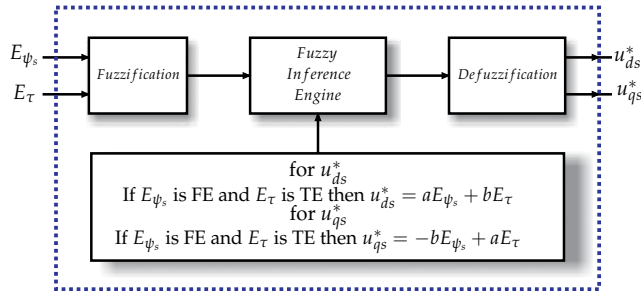 E_{ψ_s}
E_τ
Fuzzification
Fuzzy
Inference
Engine
Defuzzification
u*_{ds}
u*_{qs}
for u*_{ds}
If E_{ψ_s} is FE and E_τ is TE then u*_{ds} = aE_{ψ_s} + bE_τ
for u*_{qs}
If E_{ψ_s} is FE and E_τ is TE then u*_{qs} = −bE_{ψ_s} + aE_τ